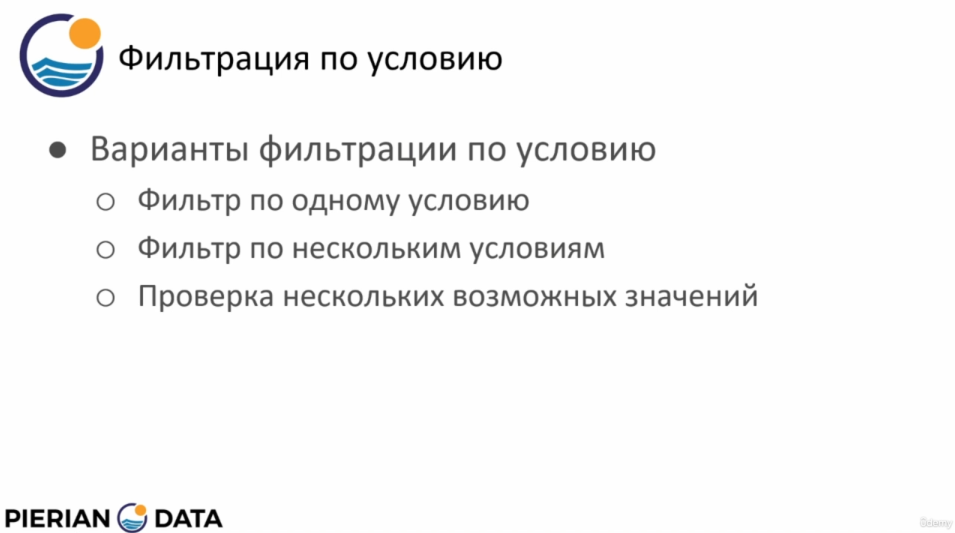 Фильтрация по условию
● Варианты фильтрации по условию
○ Фильтр по одному условию
○ Фильтр по нескольким условиям
○ Проверка нескольких возможных значений
PIERIAN DATA
ûdemy